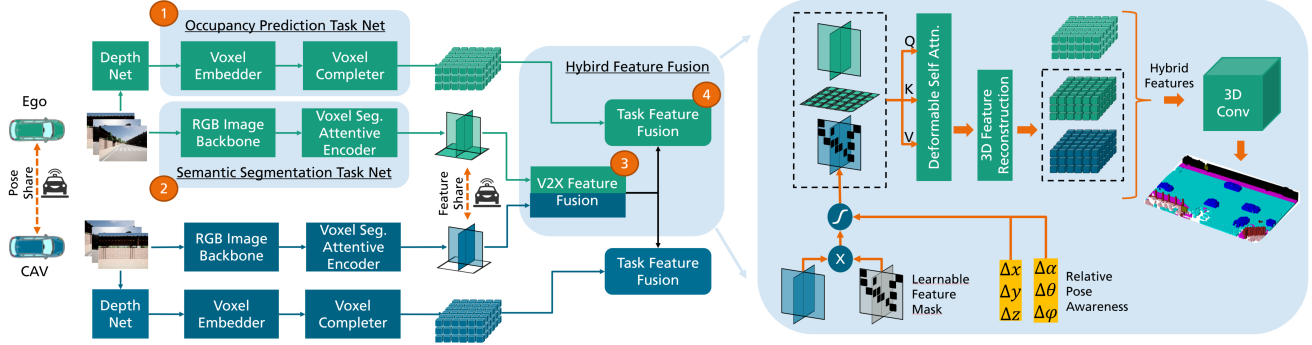 1
Occupancy Prediction Task Net
Depth
Net
Voxel
Embedder
Voxel
Completer
Ego
RGB Image
Backbone
Voxel Seg.
Attentive
Encoder
2
Semantic Segmentation Task Net
Pose
Share
Feature
Share
CAV
RGB Image
Backbone
Voxel Seg.
Attentive
Encoder
Depth
Net
Voxel
Embedder
Voxel
Completer
Hybird Feature Fusion
4
Task Feature
Fusion
3
V2X Feature
Fusion
Task Feature
Fusion
Q
K
V
Deformable Self Attn.
3D Feature
Reconstruction
Hybrid
Features
3D
Conv
X
Learnable
Feature
Mask
Δx
Δy
Δz
Δα
Δθ
Δφ
Relative
Pose
Awareness